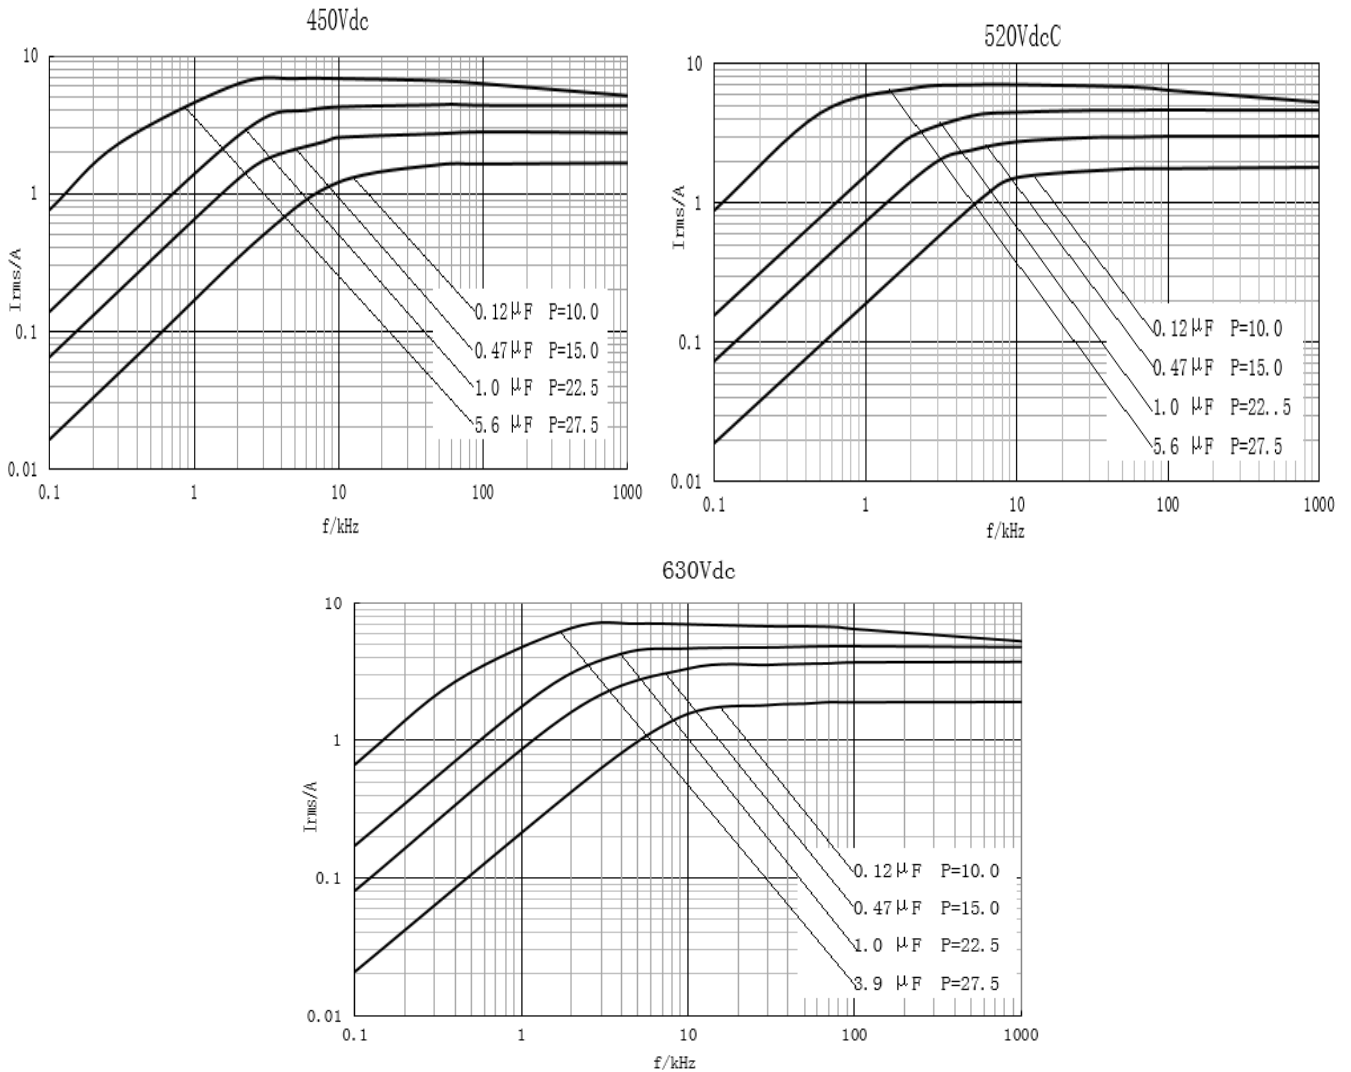 450Vdc
10
1
0.1
0.01
Irms/A
0.12μF P=10.0
0.47μF P=15.0
1.0 μF P=22.5
5.6 μF P=27.5
0.1 1 10 100 1000
f/kHz
520VdcC
10
1
0.1
0.01
Irms/A
0.12μF P=10.0
0.47μF P=15.0
1.0 μF P=22..5
5.6 μF P=27.5
0.1 1 10 100 1000
f/kHz
630Vdc
10
1
0.1
0.01
Irms/A
0.12μF P=10.0
0.47μF P=15.0
1.0 μF P=22.5
3.9 μF P=27.5
0.1 1 10 100 1000
f/kHz